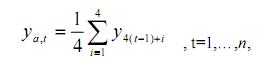 y_{a,t} = \frac{1}{4} \sum_{i=1}^{4} y_{4(t-1)+i} , t=1,…,n,